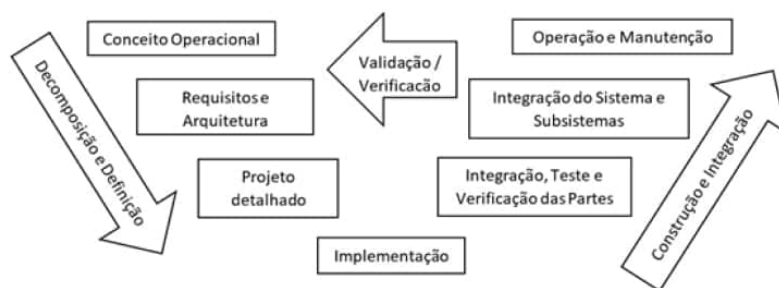 Conceito Operacional
Operação e Manutenção
Validação /
Verificacão
Decomposição e Definição
Requisitos e
Arquitetura
Integração do Sistema e
Subsistemas
Construção e Integração
Projeto
detalhado
Integração, Teste e
Verificação das Partes
Implementação